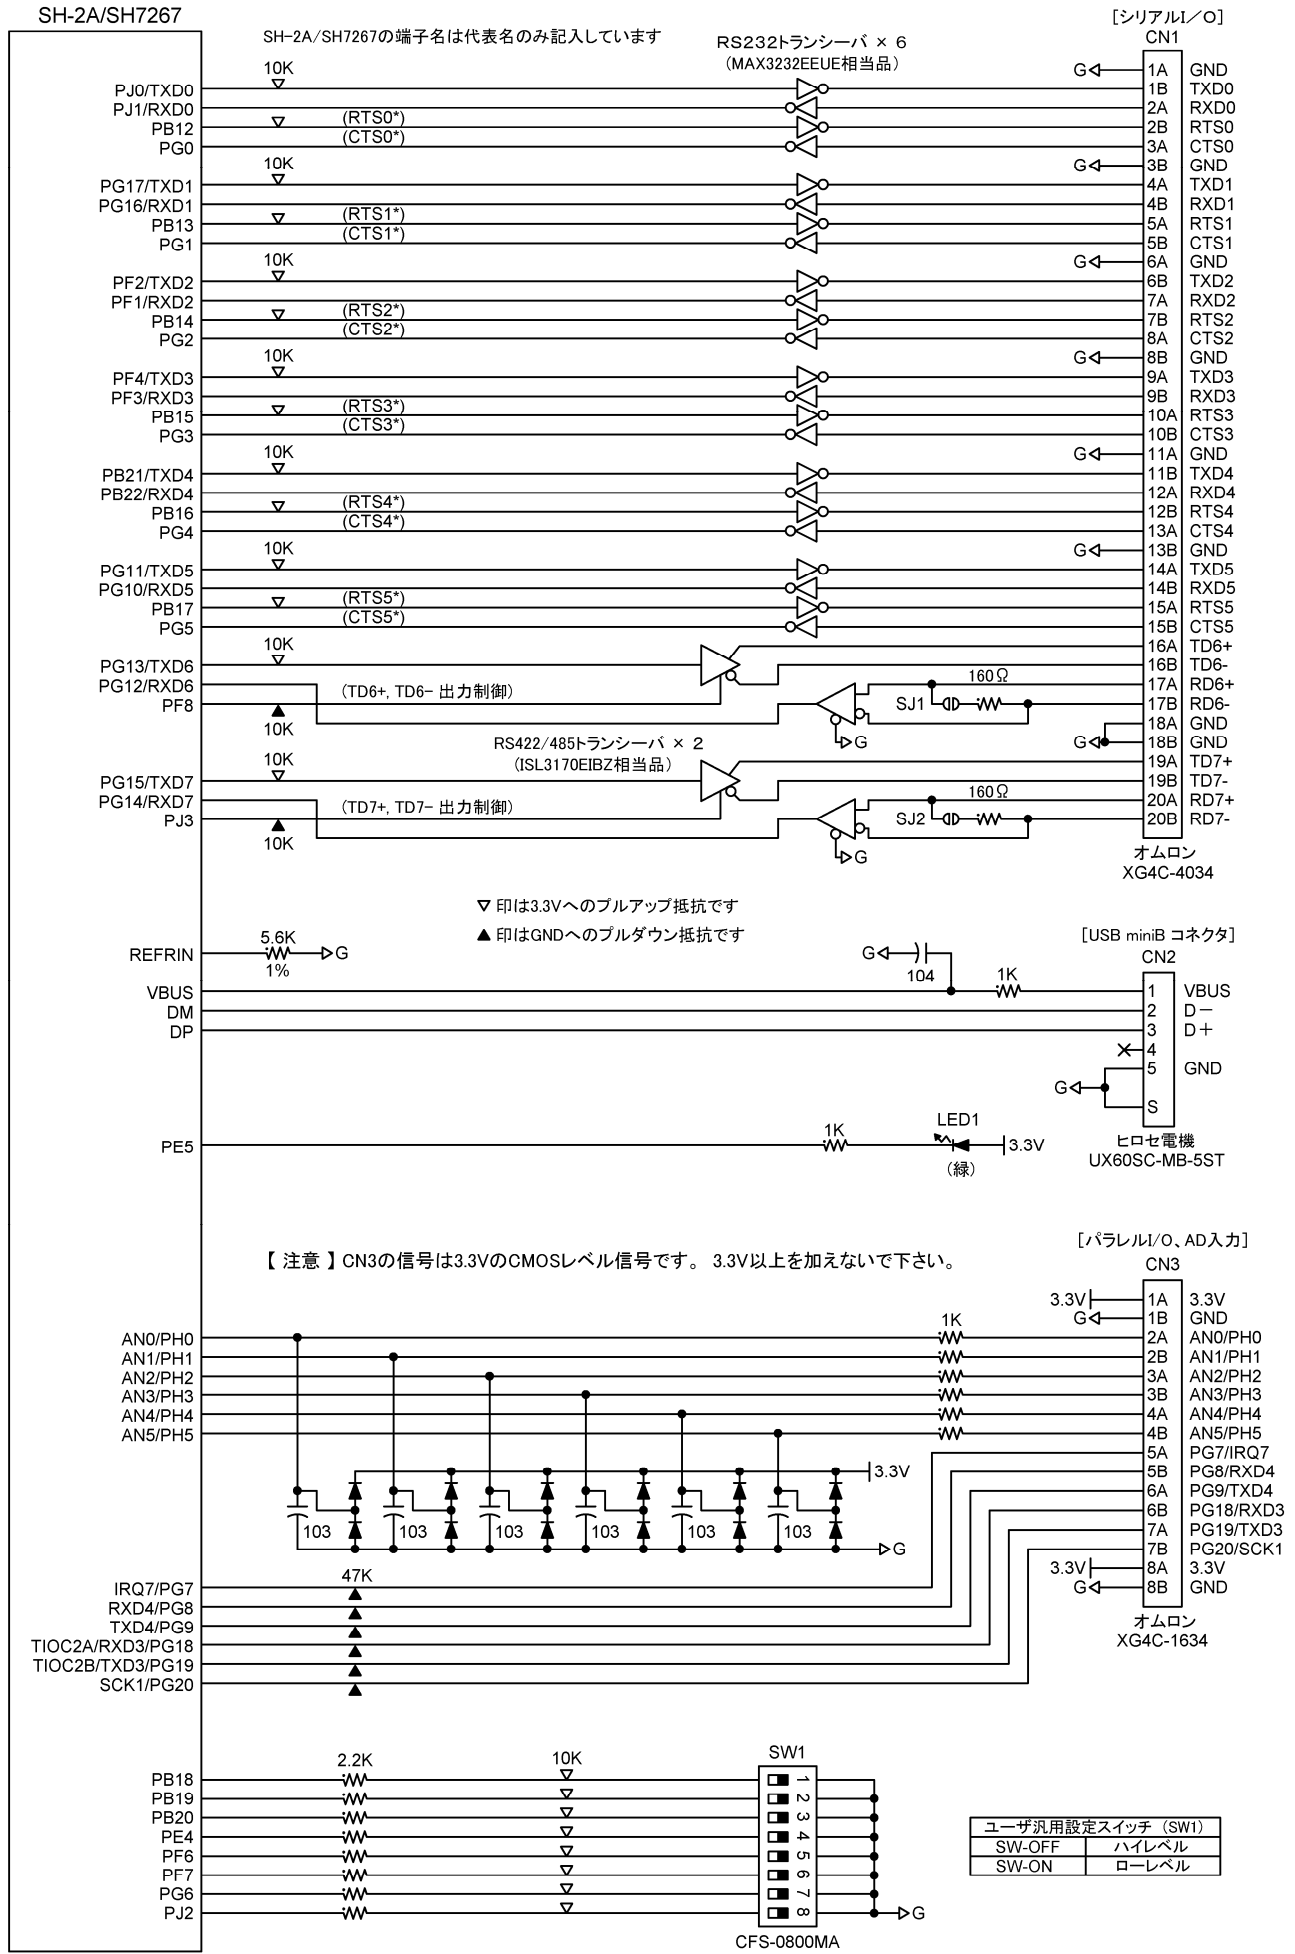 SH-2A/SH7267
SH-2A/SH7267の端子名は代表名のみ記入しています
RS232トランシーバ × 6
(MAX3232EEUE相当品)
[シリアルI/O]
CN1
10K
G 1A GND
PJ0/TXD0 1B TXD0
PJ1/RXD0 2A RXD0
PB12 (RTS0*) 2B RTS0
PG0 (CTS0*) 3A CTS0
10K
G 3B GND
PG17/TXD1 4A TXD1
PG16/RXD1 4B RXD1
PB13 (RTS1*) 5A RTS1
PG1 (CTS1*) 5B CTS1
10K
G 6A GND
PF2/TXD2 6B TXD2
PF1/RXD2 7A RXD2
PB14 (RTS2*) 7B RTS2
PG2 (CTS2*) 8A CTS2
10K
G 8B GND
PF4/TXD3 9A TXD3
PF3/RXD3 9B RXD3
PB15 (RTS3*) 10A RTS3
PG3 (CTS3*) 10B CTS3
10K
G 11A GND
PB21/TXD4 11B TXD4
PB22/RXD4 12A RXD4
PB16 (RTS4*) 12B RTS4
PG4 (CTS4*) 13A CTS4
10K
G 13B GND
PG11/TXD5 14A TXD5
PG10/RXD5 14B RXD5
PB17 (RTS5*) 15A RTS5
PG5 (CTS5*) 15B CTS5
10K
16A TD6+
PG13/TXD6 16B TD6-
PG12/RXD6 160Ω 17A RD6+
PF8 (TD6+, TD6- 出力制御) SJ1 17B RD6-
10K
18A GND
RS422/485トランシーバ × 2
G G 18B GND
(ISL3170EIBZ相当品)
10K
19A TD7+
PG15/TXD7 19B TD7-
PG14/RXD7 160Ω 20A RD7+
PJ3 (TD7+, TD7- 出力制御) SJ2 20B RD7-
10K
G
オムロン
XG4C-4034
▽ 印は3.3Vへのプルアップ抵抗です
▲ 印はGNDへのプルダウン抵抗です
[USB miniB コネクタ]
CN2
REFRIN 5.6K G
1%
G 104
1K
VBUS 1 VBUS
DM 2 D-
DP 3 D+
4
5 GND
G
S
ヒロセ電機
UX60SC-MB-5ST
PE5 1K LED1 3.3V
(緑)
【 注意 】 CN3の信号は3.3VのCMOSレベル信号です。 3.3V以上を加えないで下さい。
[パラレルI/O、AD入力]
CN3
3.3V 1A 3.3V
G 1B GND
1K
AN0/PH0 2A AN0/PH0
AN1/PH1 2B AN1/PH1
AN2/PH2 3A AN2/PH2
AN3/PH3 3B AN3/PH3
AN4/PH4 4A AN4/PH4
AN5/PH5 4B AN5/PH5
5A PG7/IRQ7
3.3V 5B PG8/RXD4
6A PG9/TXD4
6B PG18/RXD3
103 103 103 103 103 103 7A PG19/TXD3
G 7B PG20/SCK1
3.3V 8A 3.3V
47K
IRQ7/PG7 G 8B GND
RXD4/PG8
TXD4/PG9
TIOC2A/RXD3/PG18
TIOC2B/TXD3/PG19
SCK1/PG20
オムロン
XG4C-1634
SW1
2.2K 10K
PB18 1
PB19 2
PB20 3
PE4 4
PF6 5
PF7 6
PG6 7
PJ2 8 G
CFS-0800MA
ユーザ汎用設定スイッチ (SW1)
SW-OFF ハイレベル
SW-ON ローレベル